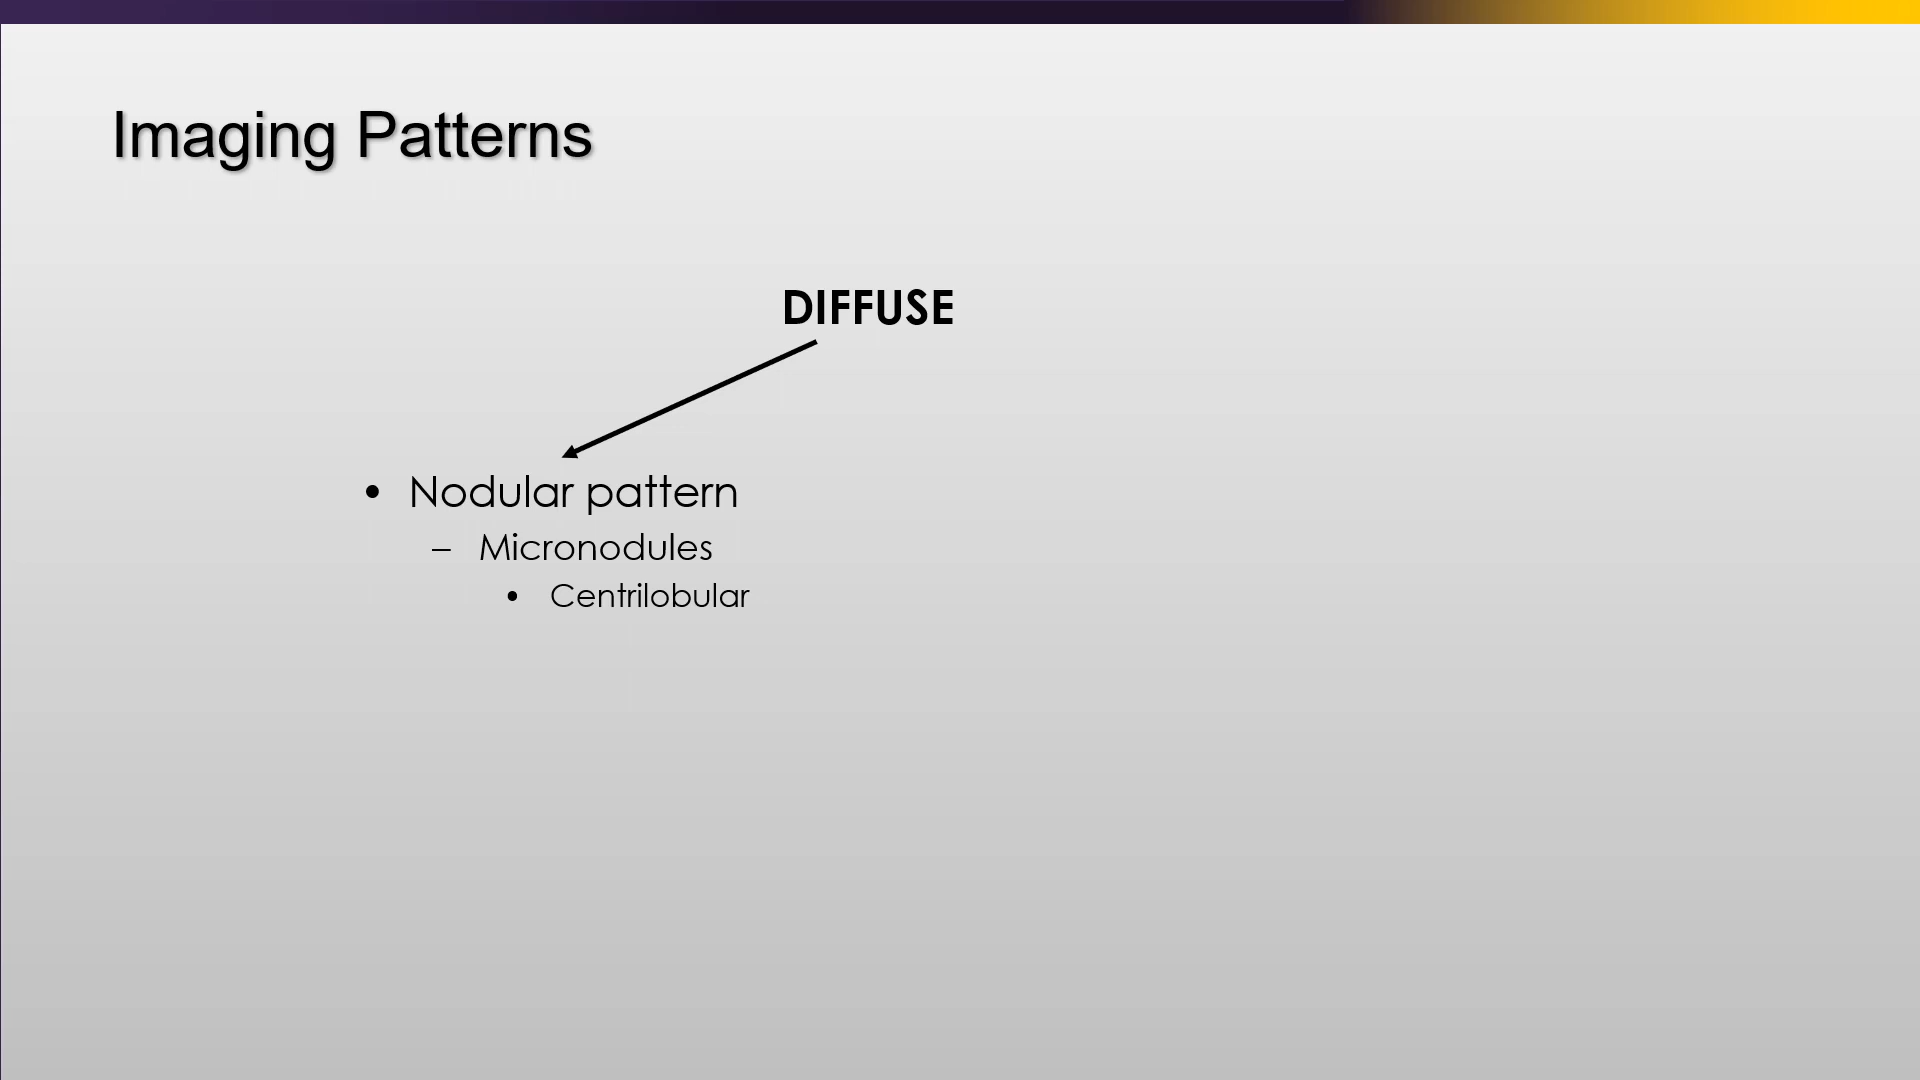 Imaging Patterns
DIFFUSE
• Nodular pattern
– Micronodules
• Centrilobular